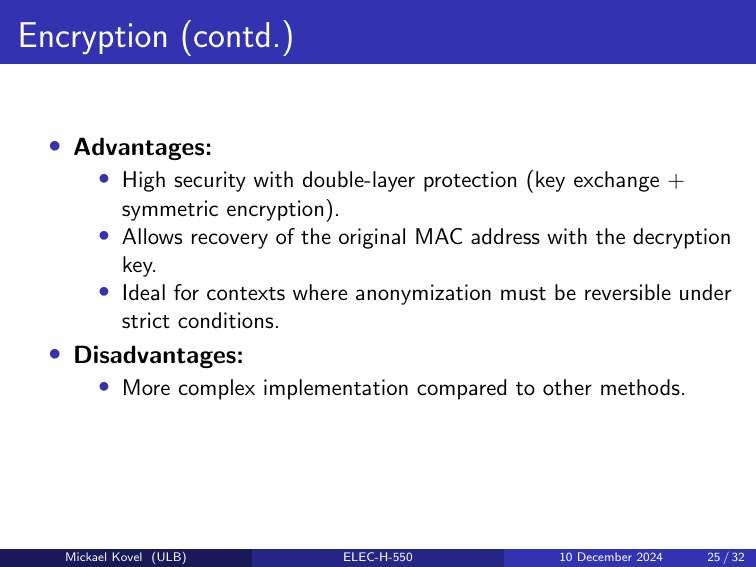 Encryption (contd.)
• Advantages:
• High security with double-layer protection (key exchange +
symmetric encryption).
• Allows recovery of the original MAC address with the decryption
key.
• Ideal for contexts where anonymization must be reversible under
strict conditions.
• Disadvantages:
• More complex implementation compared to other methods.
Mickael Kovel (ULB) ELEC-H-550 10 December 2024 25 / 32